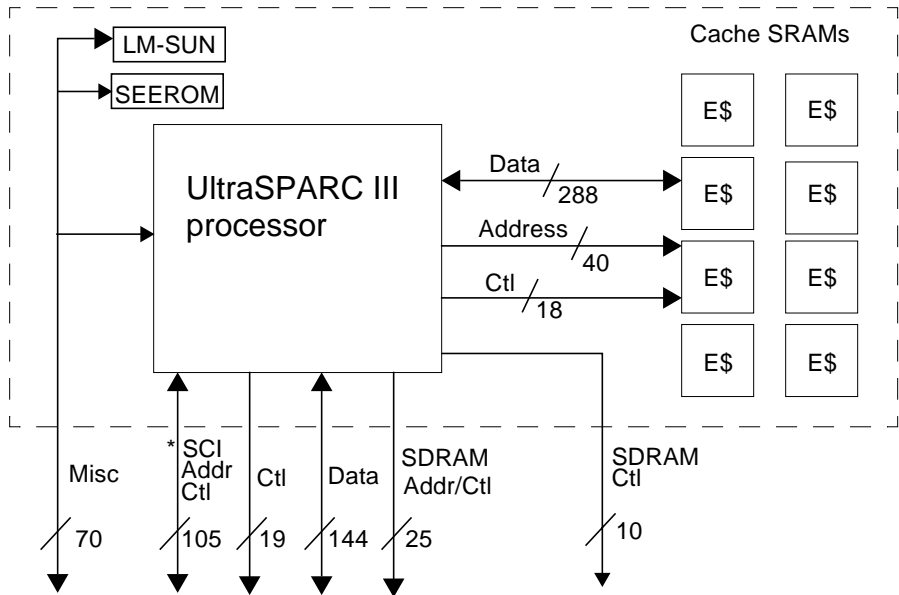 LM-SUN
Cache SRAMs
SEEROM
E$ E$
UltraSPARC III
processor
Data
288
E$ E$
Address
40
E$ E$
Ctl
18
E$ E$
Misc
70
* SCI
Addr
Ctl
105
Ctl
19
Data
144
SDRAM
Addr/Ctl
25
SDRAM
Ctl
10